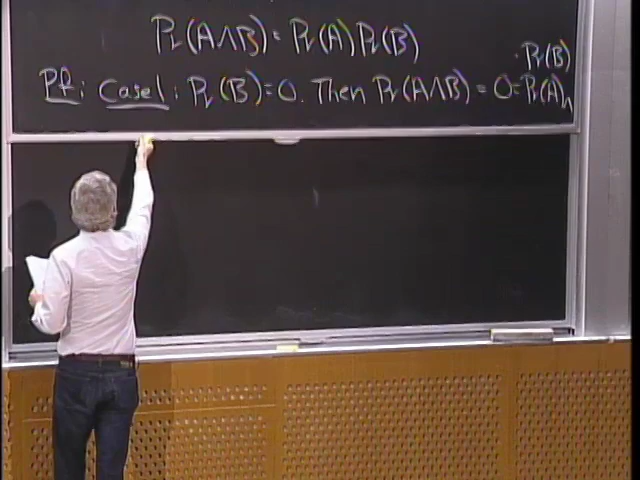 Pr(A∧B) = Pr(A)Pr(B)
Pf: Case 1: Pr(B)=0. Then Pr(A∧B) = 0 = Pr(A)
·Pr(B)